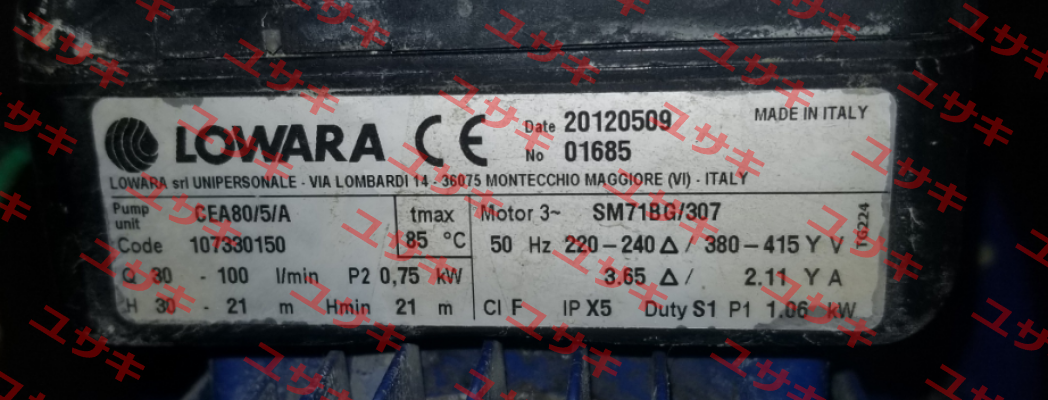 LOWARA CE Date 20120509 MADE IN ITALY
No 01685
LOWARA srl UNIPERSONALE - VIA LOMBARDI 14 - 36075 MONTECCHIO MAGGIORE (VI) - ITALY
Pump unit CEA80/5/A tmax Motor 3~ SM71BG/307
Code 107330150 85 °C 50 Hz 220-240 Δ / 380-415 Y V
Q 30 - 100 l/min P2 0,75 kW 3.65 Δ / 2.11 Y A
H 30 - 21 m Hmin 21 m Cl F IP X5 Duty S1 P1 1.06 kW
TG224
ユサキ